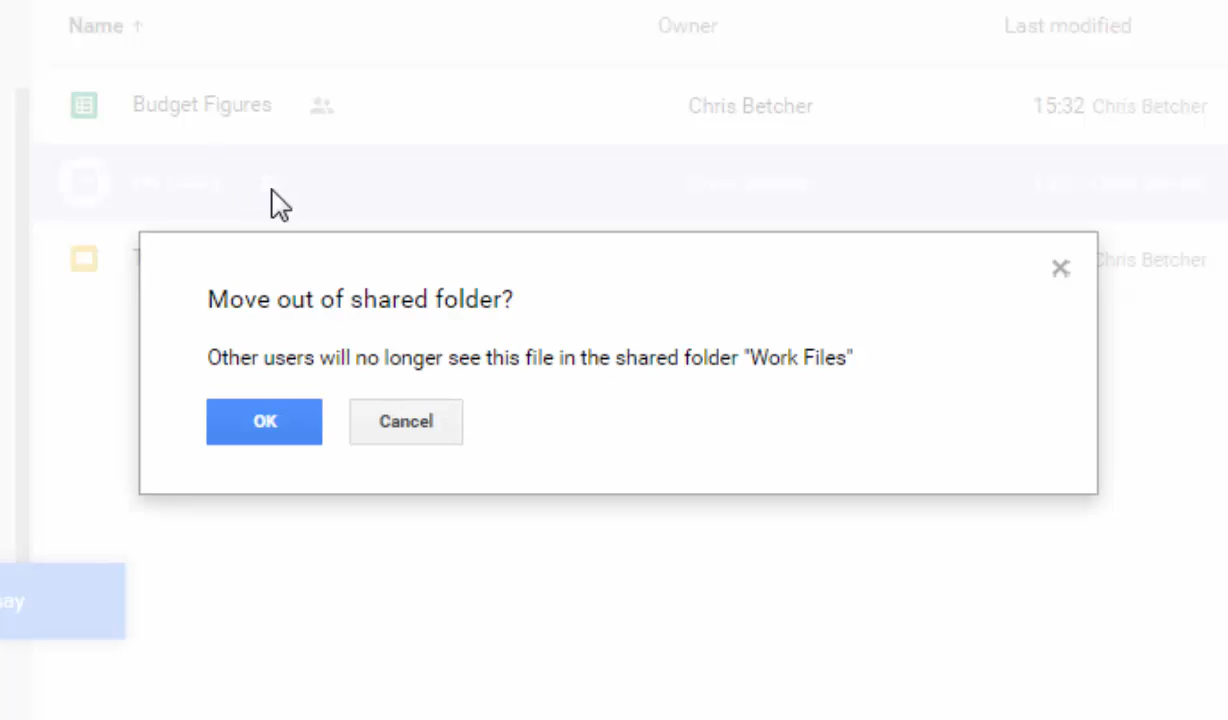 Name ↑ Owner Last modified
Budget Figures Chris Betcher 15:32 Chris Betcher
Chris Betcher
Move out of shared folder?
Other users will no longer see this file in the shared folder "Work Files"
OK Cancel